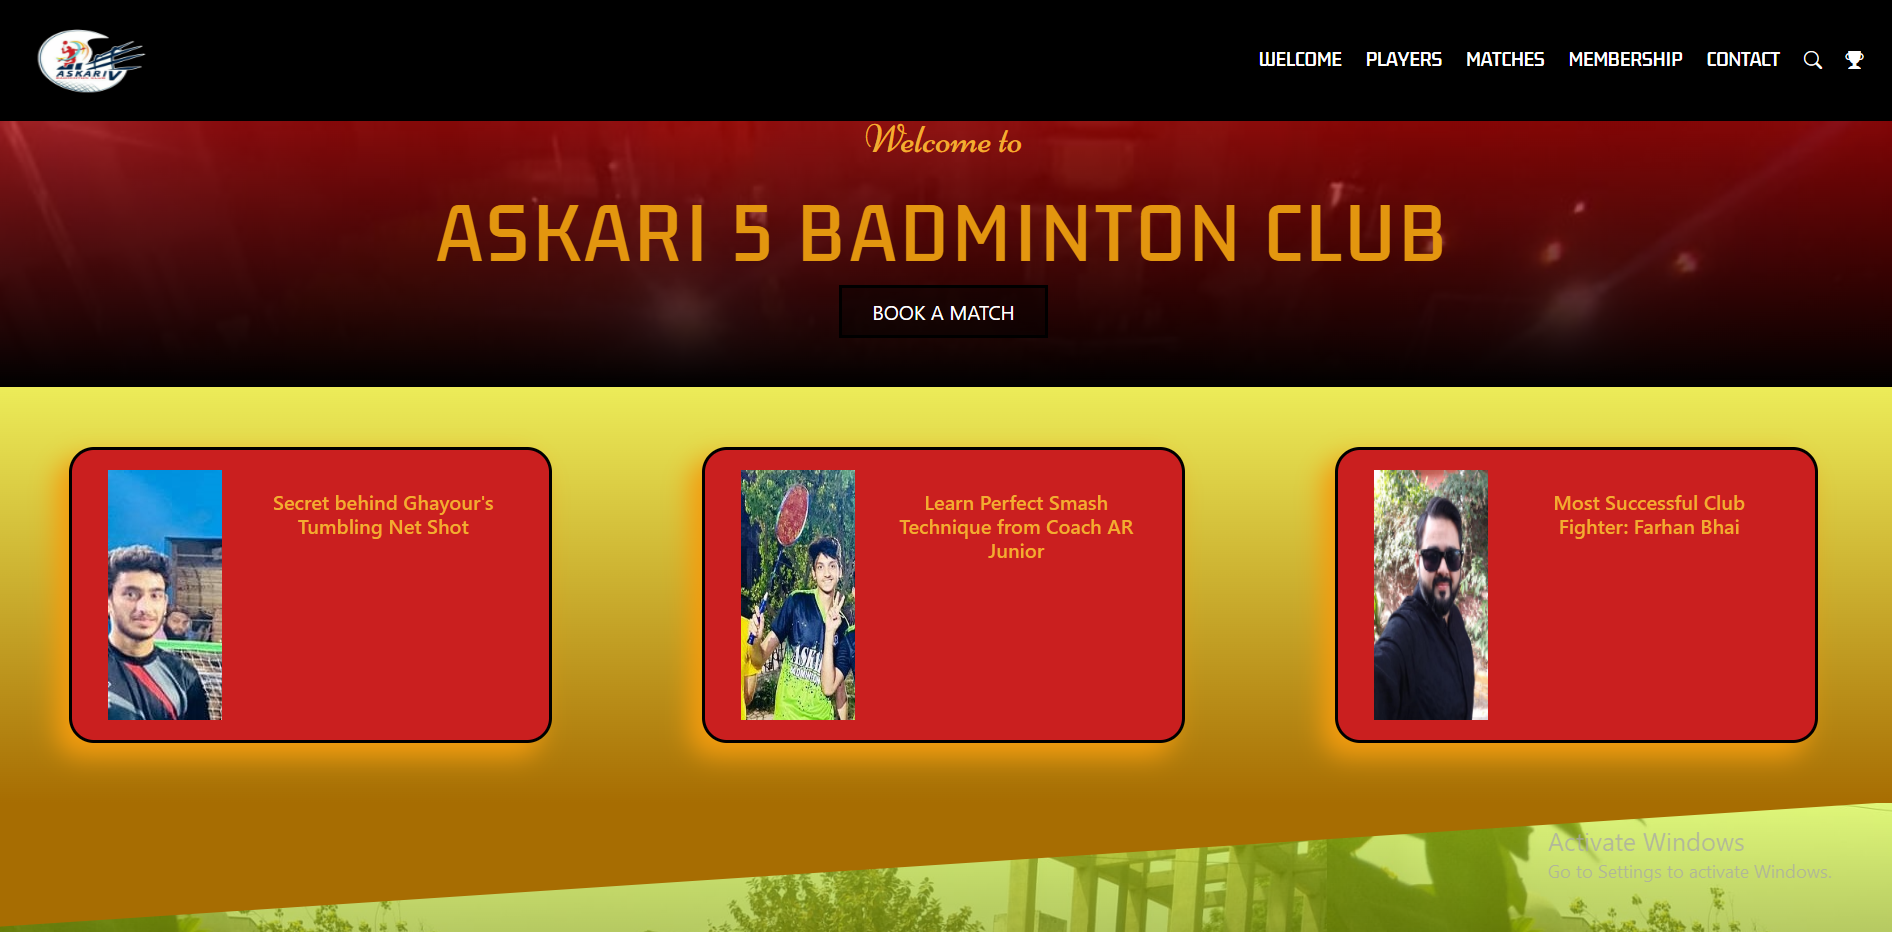 ASKARI V
WELCOME PLAYERS MATCHES MEMBERSHIP CONTACT
Welcome to
ASKARI 5 BADMINTON CLUB
BOOK A MATCH
Secret behind Ghayour's
Tumbling Net Shot
Learn Perfect Smash
Technique from Coach AR
Junior
Most Successful Club
Fighter: Farhan Bhai
Activate Windows
Go to Settings to activate Windows.